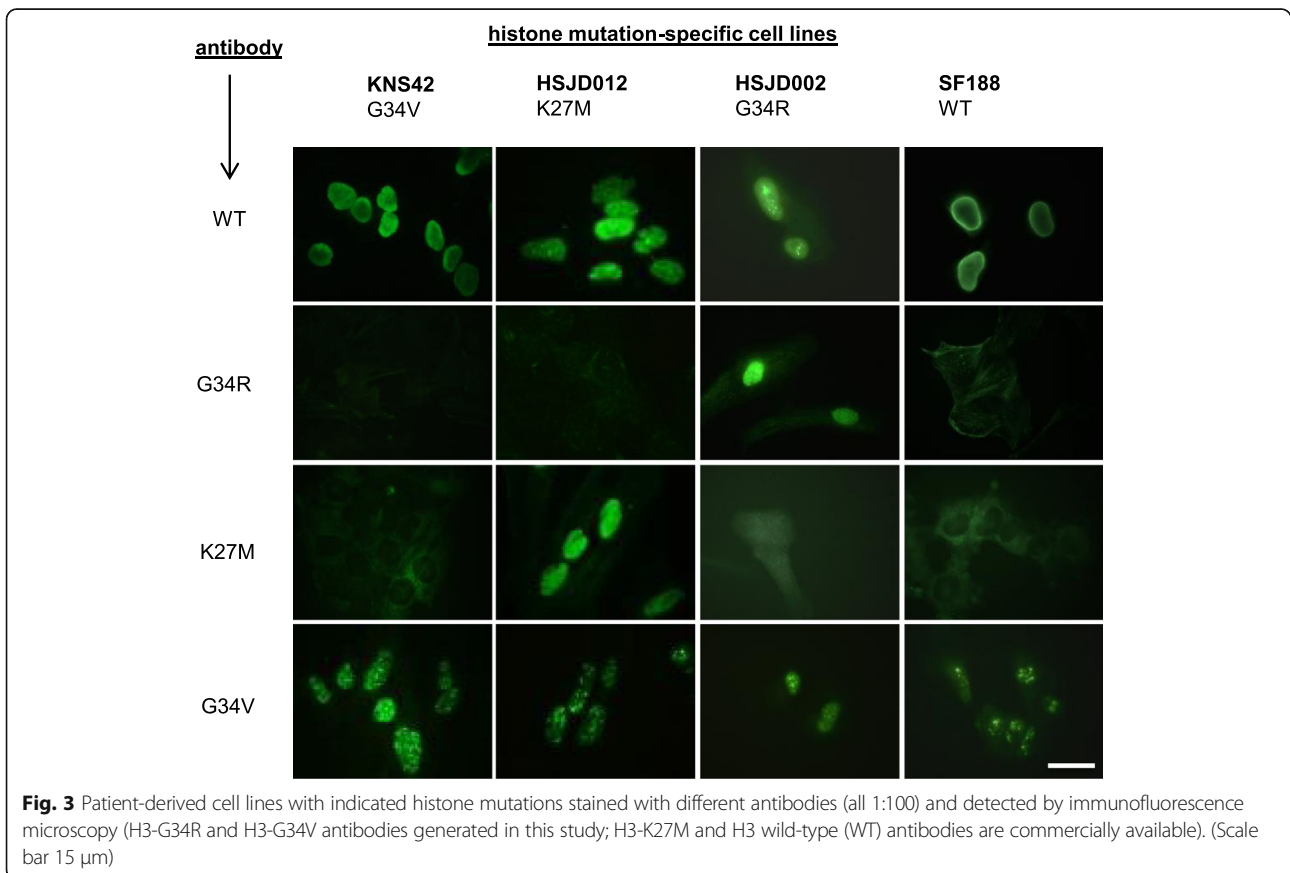 antibody
histone mutation-specific cell lines
KNS42
G34V
HSJD012
K27M
HSJD002
G34R
SF188
WT
WT
G34R
K27M
G34V
Fig. 3 Patient-derived cell lines with indicated histone mutations stained with different antibodies (all 1:100) and detected by immunofluorescence
microscopy (H3-G34R and H3-G34V antibodies generated in this study; H3-K27M and H3 wild-type (WT) antibodies are commercially available). (Scale
bar 15 μm)